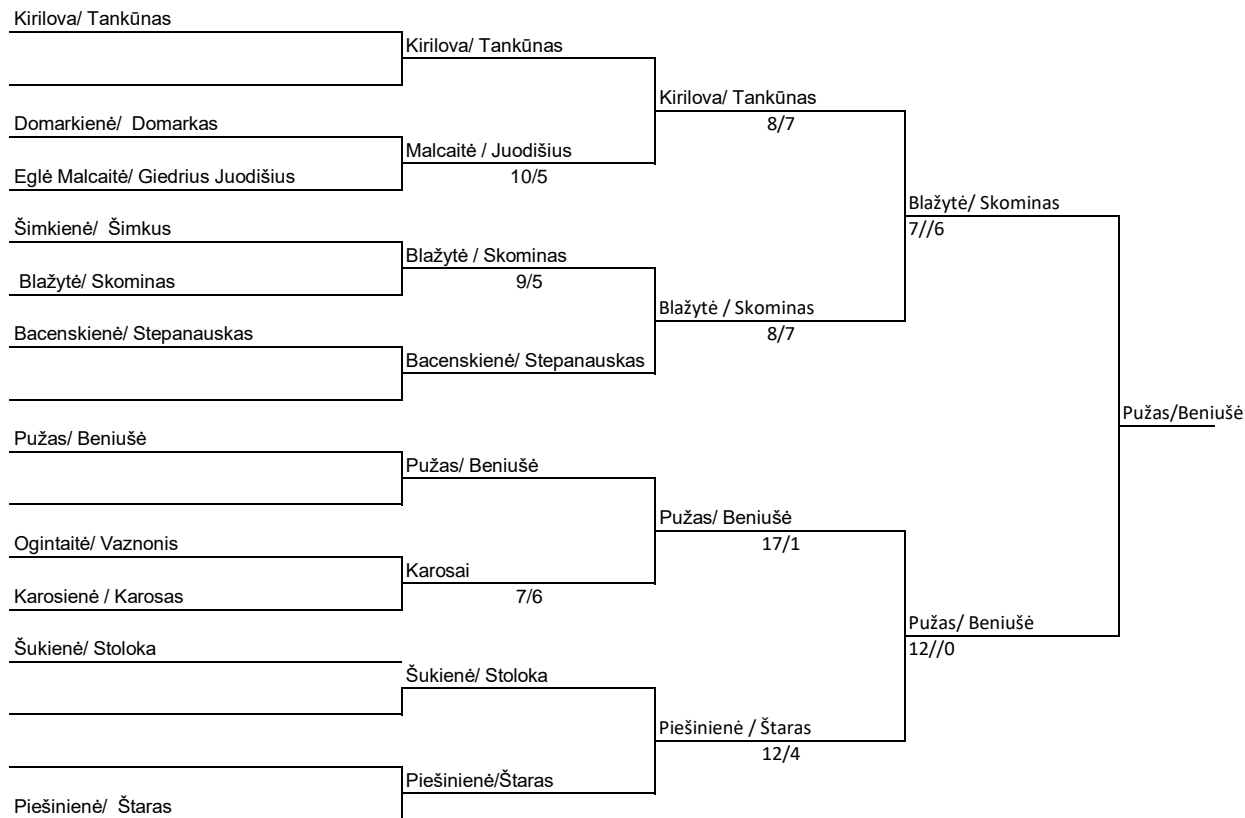 Kirilova/ Tankūnas
Kirilova/ Tankūnas
Kirilova/ Tankūnas
8/7
Domarkienė/  Domarkas
Malcaitė / Juodišius
10/5
Eglė Malcaitė/ Giedrius Juodišius
Blažytė/ Skominas
7//6
Šimkienė/  Šimkus
Blažytė / Skominas
9/5
Blažytė/ Skominas
Blažytė / Skominas
8/7
Bacenskienė/ Stepanauskas
Bacenskienė/ Stepanauskas
Pužas/Beniušė
Pužas/ Beniušė
Pužas/ Beniušė
Pužas/ Beniušė
17/1
Ogintaitė/ Vaznonis
Karosai
7/6
Karosienė / Karosas
Pužas/ Beniušė
12//0
Šukienė/ Stoloka
Šukienė/ Stoloka
Piešinienė / Štaras
12/4
Piešinienė/Štaras
Piešinienė/  Štaras